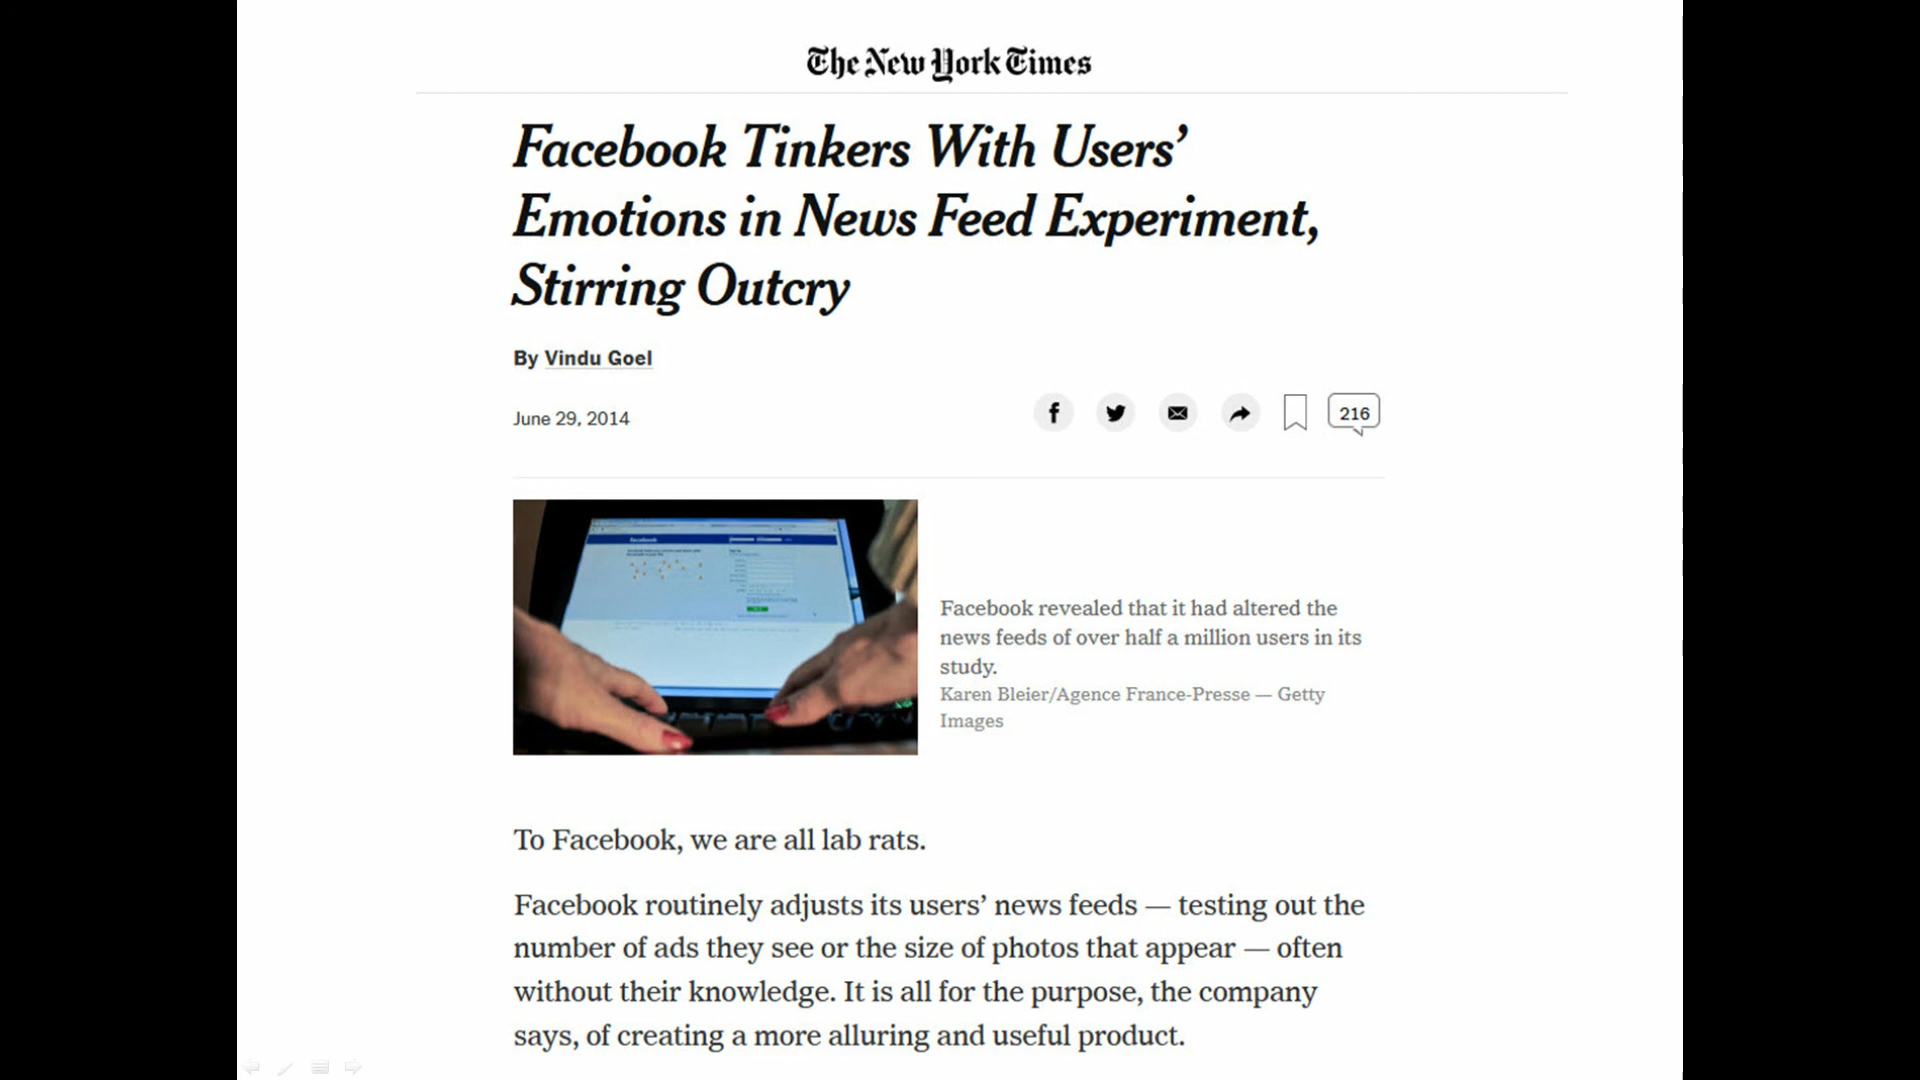 The New York Times
Facebook Tinkers With Users’
Emotions in News Feed Experiment,
Stirring Outcry
By Vindu Goel
June 29, 2014
216
facebook
Facebook revealed that it had altered the
news feeds of over half a million users in its
study.
Karen Bleier/Agence France-Presse — Getty
Images
To Facebook, we are all lab rats.
Facebook routinely adjusts its users’ news feeds — testing out the
number of ads they see or the size of photos that appear — often
without their knowledge. It is all for the purpose, the company
says, of creating a more alluring and useful product.